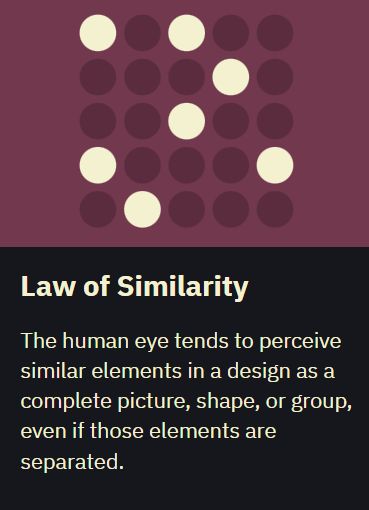 Law of Similarity
The human eye tends to perceive
similar elements in a design as a
complete picture, shape, or group,
even if those elements are
separated.